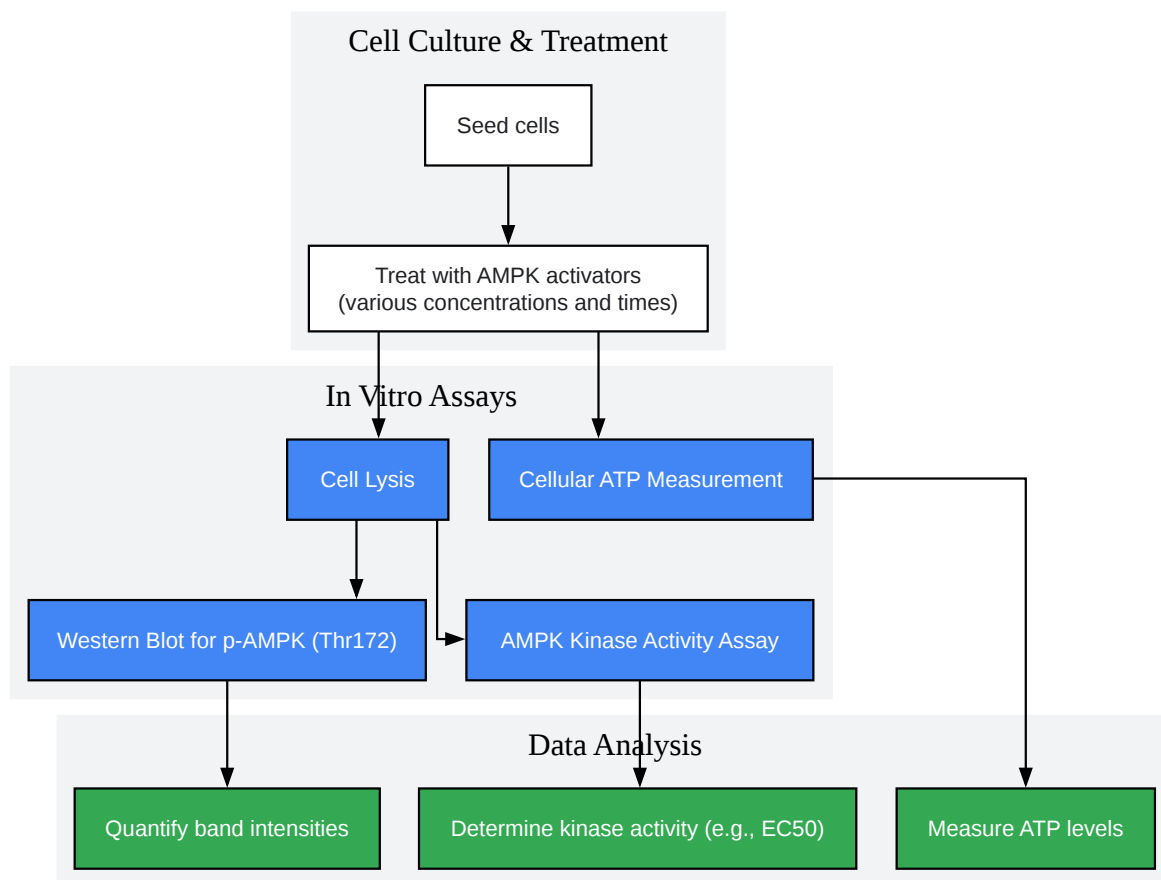 Cell Culture & Treatment
Seed cells
Treat with AMPK activators
(various concentrations and times)
In Vitro Assays
Cell Lysis
Cellular ATP Measurement
Western Blot for p-AMPK (Thr172)
AMPK Kinase Activity Assay
Data Analysis
Quantify band intensities
Determine kinase activity (e.g., EC50)
Measure ATP levels